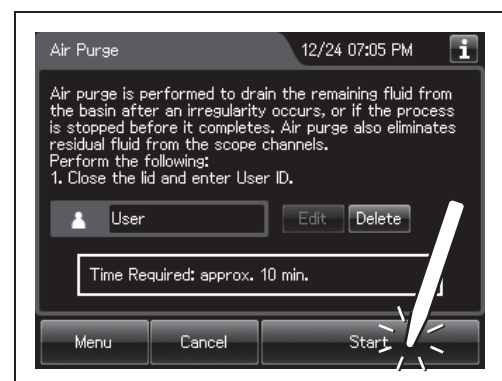 Air Purge 12/24 07:05 PM i
Air purge is performed to drain the remaining fluid from
the basin after an irregularity occurs, or if the process
is stopped before it completes. Air purge also eliminates
residual fluid from the scope channels.
Perform the following:
1. Close the lid and enter User ID.
User Edit Delete
Time Required: approx. 10 min.
Menu Cancel Start